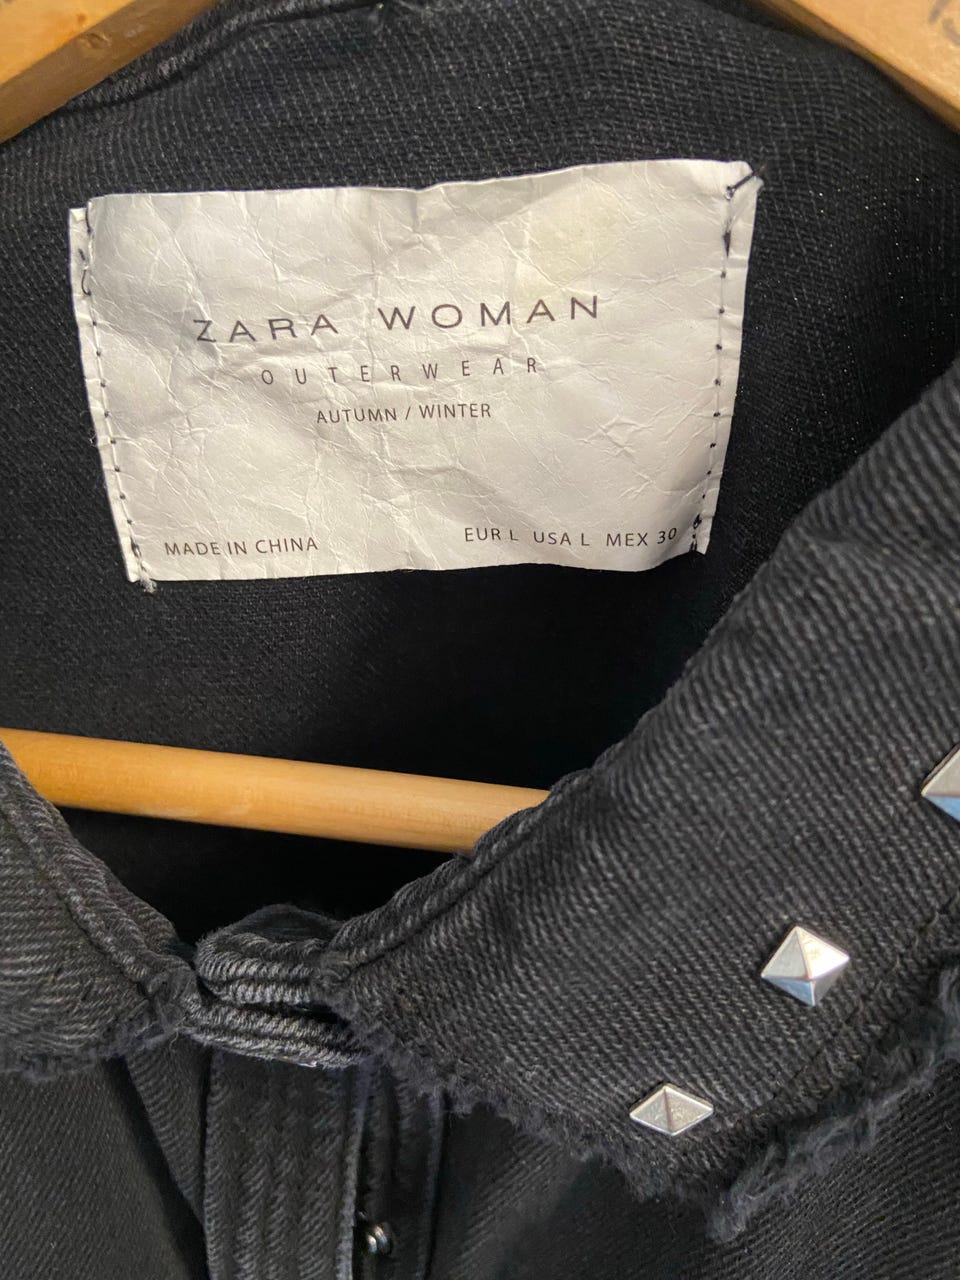 ZARA WOMAN
OUTERWEAR
AUTUMN / WINTER
MADE IN CHINA
EUR L USA L MEX 30